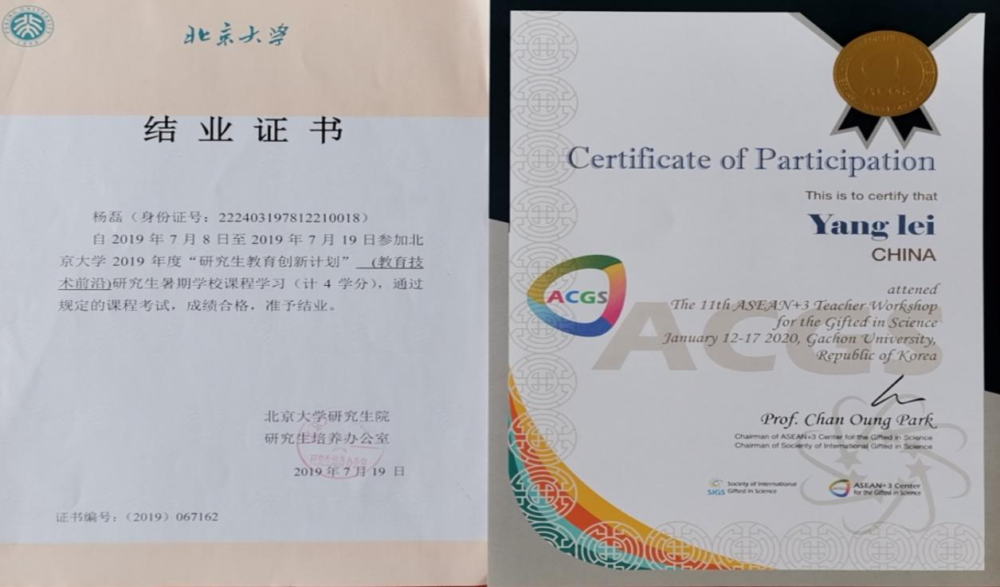 北京大学
结业证书
杨磊（身份证号：222403197812210018）
自 2019 年 7 月 8 日至 2019 年 7 月 19 日参加北
京大学 2019 年度“研究生教育创新计划” (教育技
术前沿)研究生暑期学校课程学习（计 4 学分），通过
规定的课程考试，成绩合格，准予结业。
北京大学研究生院
研究生培养办公室
2019 年 7 月 19 日
证书编号：（2019）067162
ACGS
Certificate of Participation
This is to certify that
Yang lei
CHINA
ACGS
ACGS
attened
The 11th ASEAN+3 Teacher Workshop
for the Gifted in Science
January 12-17 2020, Gachon University,
Republic of Korea
Prof. Chan Oung Park
Chairman of ASEAN+3 Center for the Gifted in Science
Chairman of Socienty of International Gifted in Science
SIGS
Society of International
Gifted in Science
ASEAN+3 Center
for the Gifted in Science